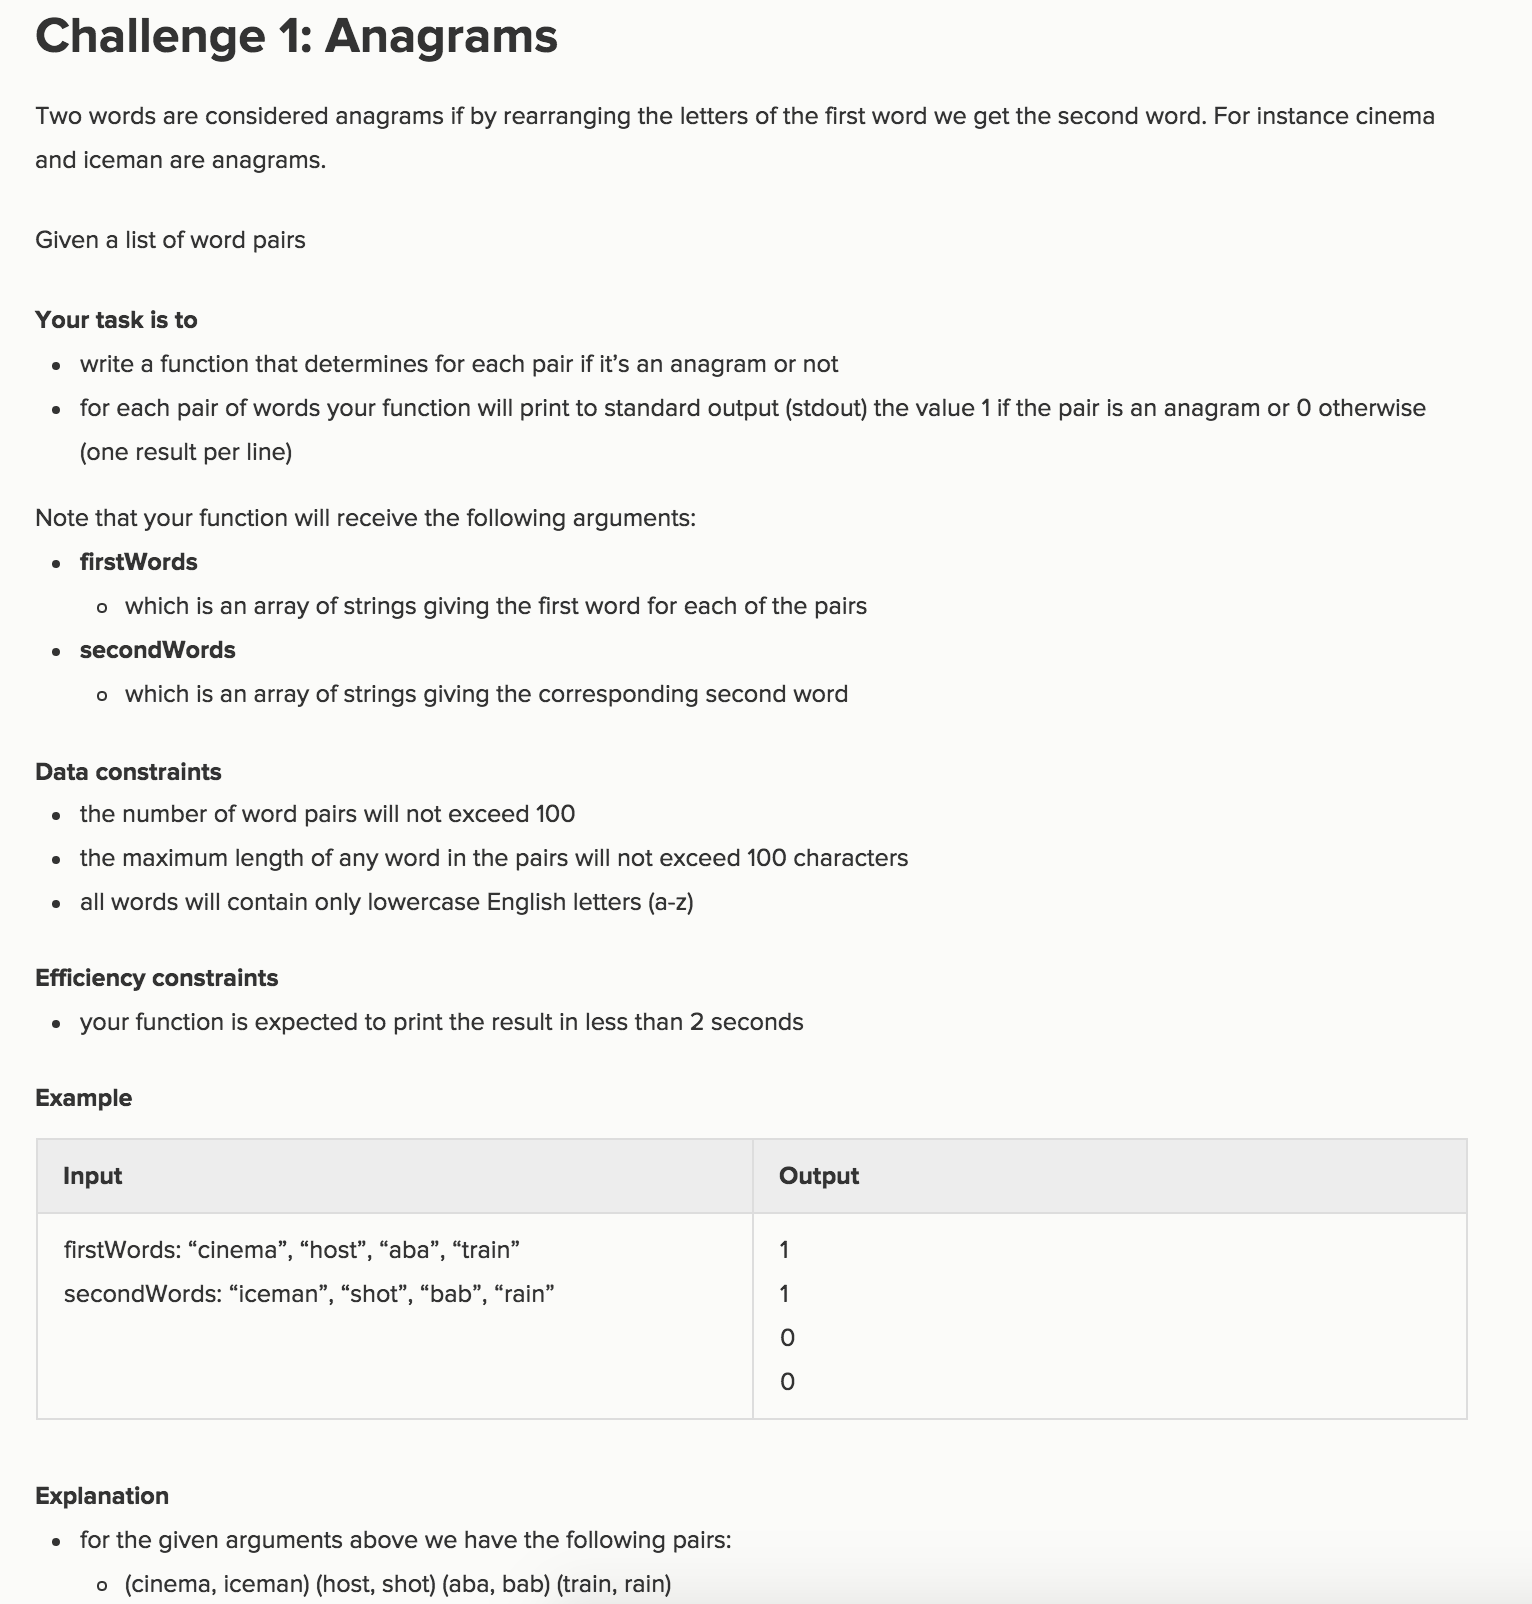 Challenge 1: Anagrams
Two words are considered anagrams if by rearranging the letters of the first word we get the second word. For instance cinema
and iceman are anagrams.
Given a list of word pairs
Your task is to
• write a function that determines for each pair if it’s an anagram or not
• for each pair of words your function will print to standard output (stdout) the value 1 if the pair is an anagram or 0 otherwise
(one result per line)
Note that your function will receive the following arguments:
• firstWords
o which is an array of strings giving the first word for each of the pairs
• secondWords
o which is an array of strings giving the corresponding second word
Data constraints
• the number of word pairs will not exceed 100
• the maximum length of any word in the pairs will not exceed 100 characters
• all words will contain only lowercase English letters (a-z)
Efficiency constraints
• your function is expected to print the result in less than 2 seconds
Example
Input
Output
firstWords: “cinema”, “host”, “aba”, “train”
secondWords: “iceman”, “shot”, “bab”, “rain”
1
1
0
0
Explanation
• for the given arguments above we have the following pairs:
o (cinema, iceman) (host, shot) (aba, bab) (train, rain)